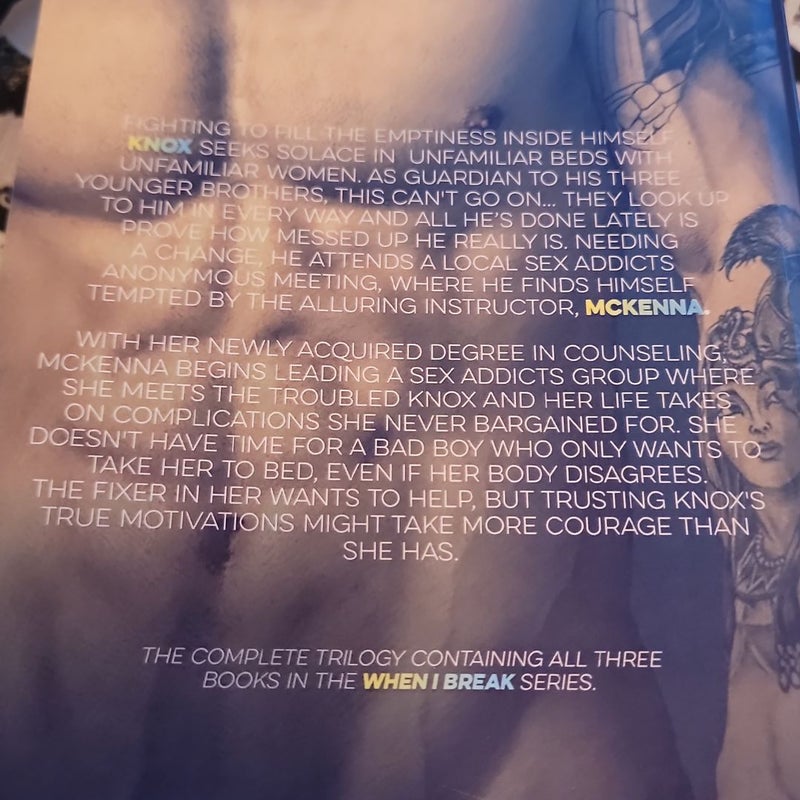 FIGHTING TO FILL THE EMPTINESS INSIDE HIMSELF
KNOX SEEKS SOLACE IN UNFAMILIAR BEDS WITH
UNFAMILIAR WOMEN. AS GUARDIAN TO HIS THREE
YOUNGER BROTHERS, THIS CAN'T GO ON... THEY LOOK UP
TO HIM IN EVERY WAY AND ALL HE'S DONE LATELY IS
PROVE HOW MESSED UP HE REALLY IS. NEEDING
A CHANGE, HE ATTENDS A LOCAL SEX ADDICTS
ANONYMOUS MEETING, WHERE HE FINDS HIMSELF
TEMPTED BY THE ALLURING INSTRUCTOR, MCKENNA.
WITH HER NEWLY ACQUIRED DEGREE IN COUNSELING,
MCKENNA BEGINS LEADING A SEX ADDICTS GROUP WHERE
SHE MEETS THE TROUBLED KNOX AND HER LIFE TAKES
ON COMPLICATIONS SHE NEVER BARGAINED FOR. SHE
DOESN'T HAVE TIME FOR A BAD BOY WHO ONLY WANTS TO
TAKE HER TO BED, EVEN IF HER BODY DISAGREES.
THE FIXER IN HER WANTS TO HELP, BUT TRUSTING KNOX'S
TRUE MOTIVATIONS MIGHT TAKE MORE COURAGE THAN
SHE HAS.
THE COMPLETE TRILOGY CONTAINING ALL THREE
BOOKS IN THE WHEN I BREAK SERIES.